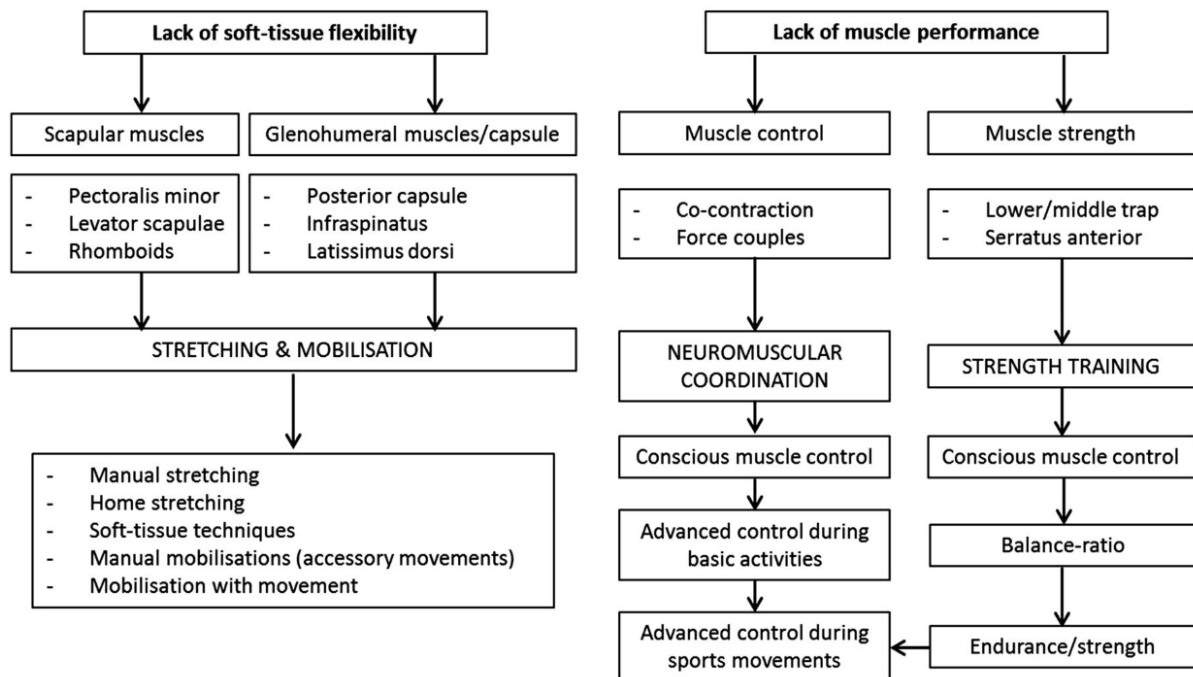 Lack of soft-tissue flexibility
Scapular muscles
Glenohumeral muscles/capsule
- Pectoralis minor
- Levator scapulae
- Rhomboids
- Posterior capsule
- Infraspinatus
- Latissimus dorsi
STRETCHING & MOBILISATION
- Manual stretching
- Home stretching
- Soft-tissue techniques
- Manual mobilisations (accessory movements)
- Mobilisation with movement
Lack of muscle performance
Muscle control
Muscle strength
- Co-contraction
- Force couples
- Lower/middle trap
- Serratus anterior
NEUROMUSCULAR
COORDINATION
STRENGTH TRAINING
Conscious muscle control
Conscious muscle control
Advanced control during
basic activities
Balance-ratio
Advanced control during
sports movements
Endurance/strength